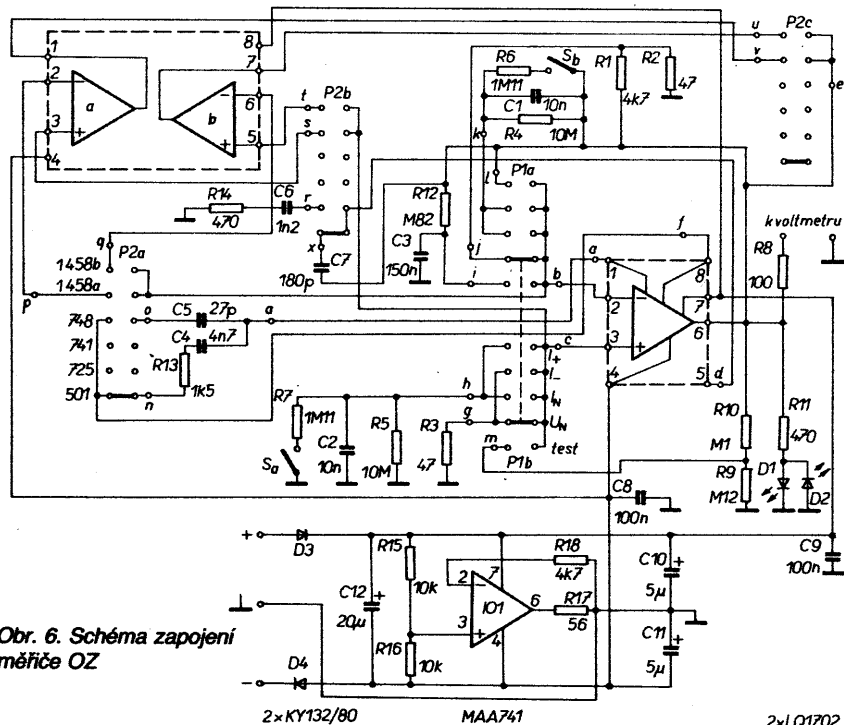 1
2
3
4
8
7
6
5
a
b
t
s
r
x
P2b
R14
470
C6
1n2
C7
180p
R6
1M11
Sb
C1
10n
R4
10M
R1
4k7
R2
47
k
l
j
i
P1a
R12
M82
C3
150n
u
v
P2c
e
k voltmetru
R8
100
q
P2a
1458b
1458a
748
741
725
501
p
o
n
C5
27p
C4
4n7
R13
1k5
a
a
b
c
f
1
2
3
4
8
7
6
5
d
I+
I-
IN
UN
test
h
g
m
P1b
R7
1M11
Sa
C2
10n
R5
10M
R3
47
R10
M1
R9
M12
R11
470
D1
D2
C8
100n
C9
100n
+
D3
C12
20µ
+
R15
10k
R16
10k
2
3
7
4
6
IO1
R18
4k7
R17
56
C10
5µ
+
C11
5µ
+
-
D4
Obr. 6. Schéma zapojení
měřiče OZ
2×KY132/80
MAA741
2×LQ1702